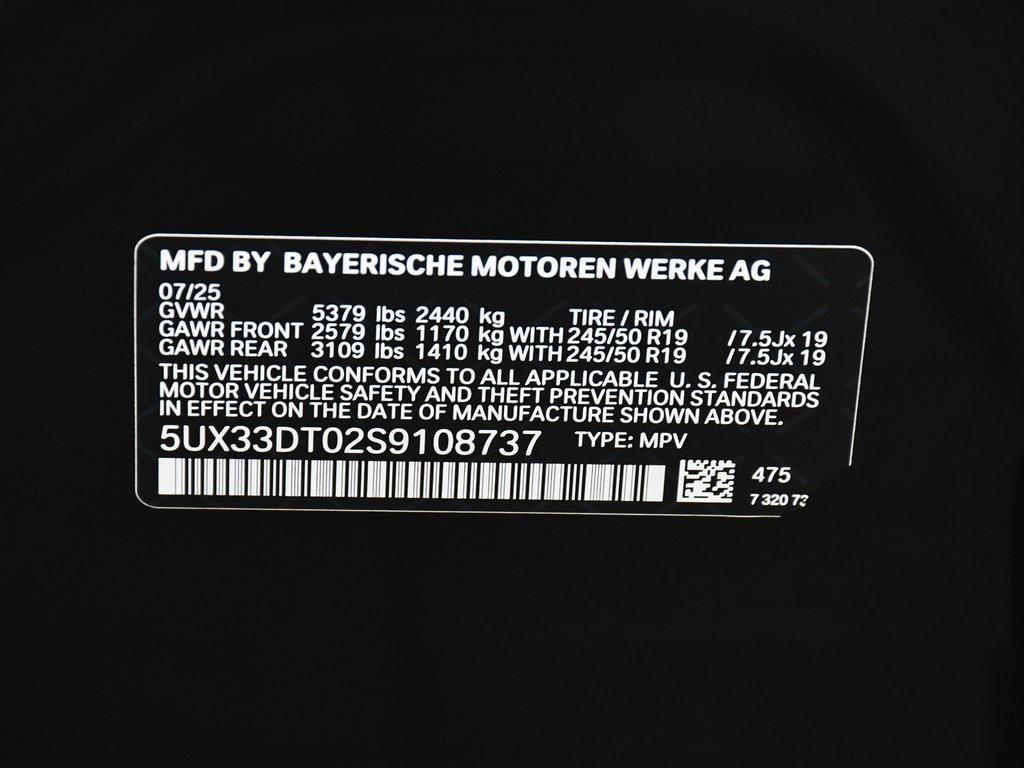 MFD BY BAYERISCHE MOTOREN WERKE AG
07/25
GVWR 5379 lbs 2440 kg TIRE / RIM
GAWR FRONT 2579 lbs 1170 kg WITH 245/50 R19 /7.5Jx 19
GAWR REAR 3109 lbs 1410 kg WITH 245/50 R19 /7.5Jx 19
THIS VEHICLE CONFORMS TO ALL APPLICABLE U. S. FEDERAL
MOTOR VEHICLE SAFETY AND THEFT PREVENTION STANDARDS
IN EFFECT ON THE DATE OF MANUFACTURE SHOWN ABOVE.
5UX33DT02S9108737 TYPE: MPV
475
7 320